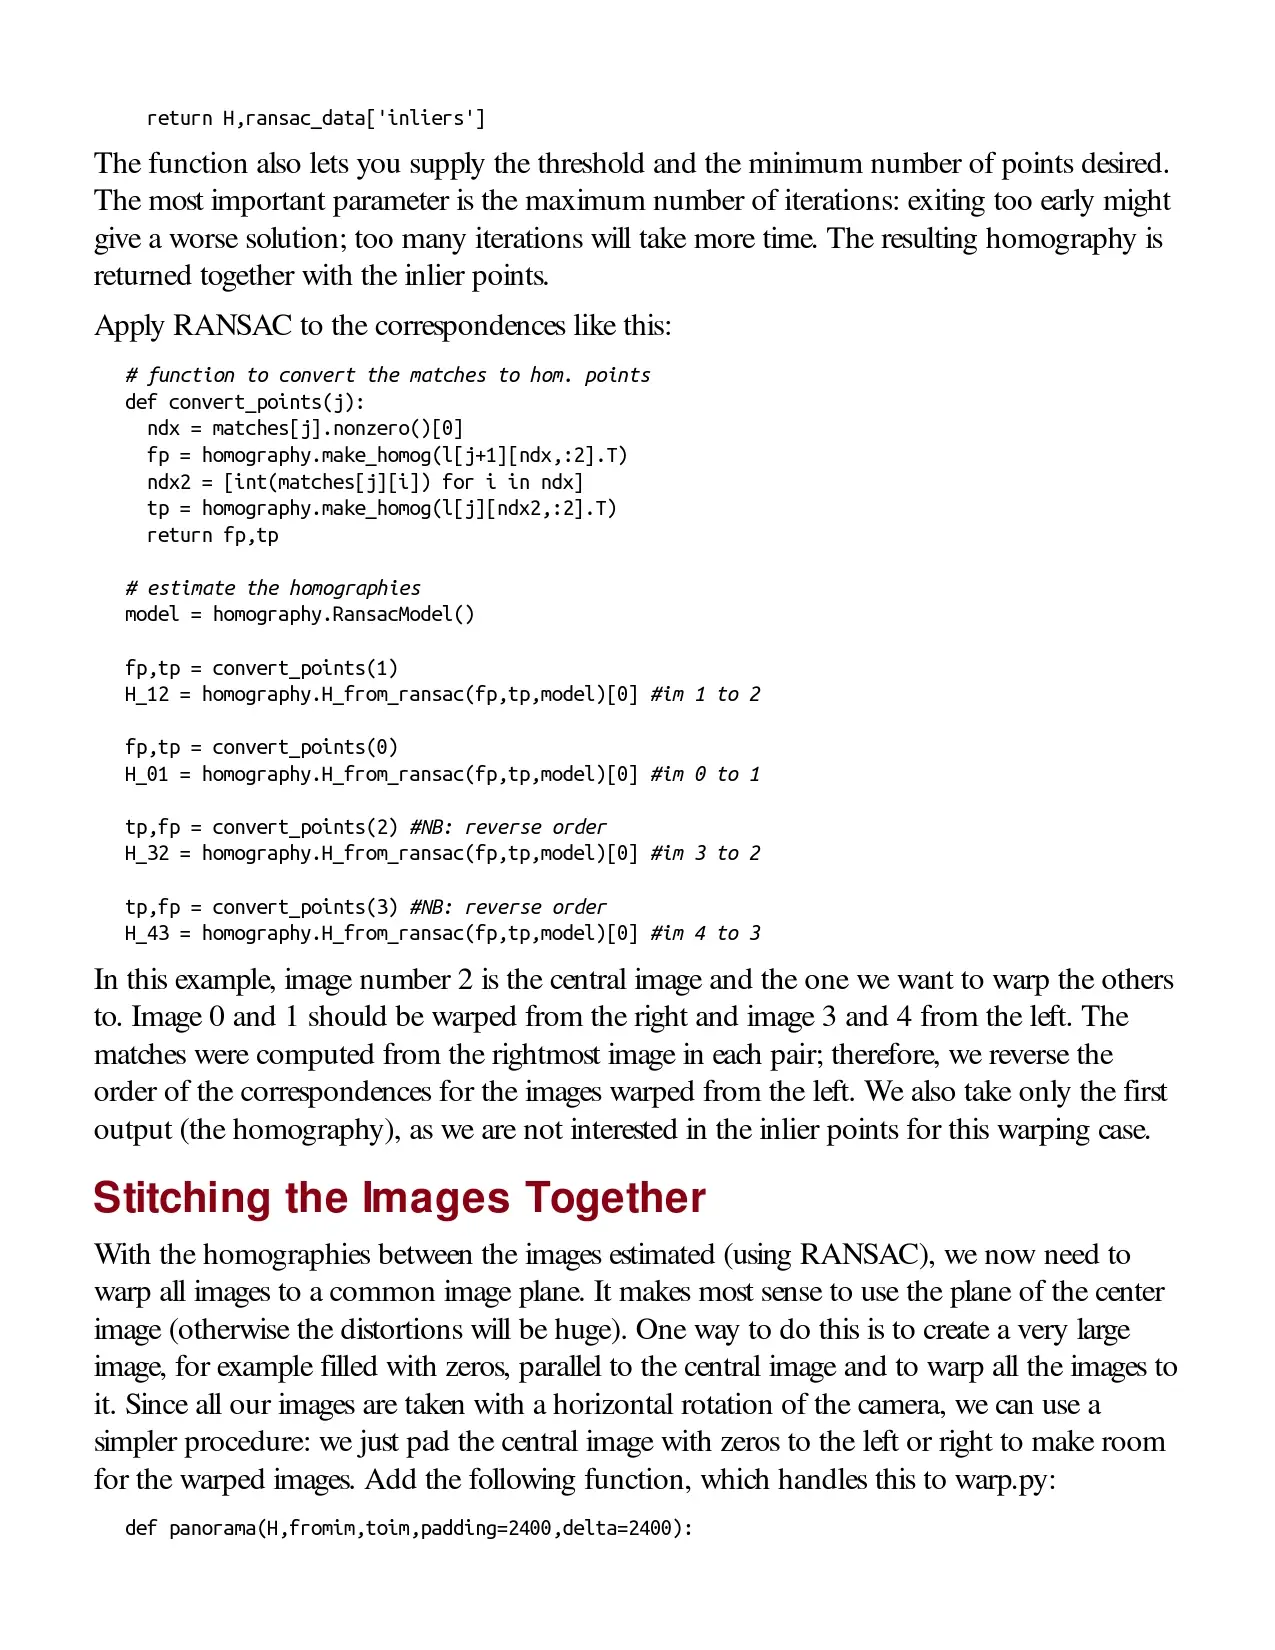 return H,ransac_data['inliers']
The function also lets you supply the threshold and the minimum number of points desired.
The most important parameter is the maximum number of iterations: exiting too early might
give a worse solution; too many iterations will take more time. The resulting homography is
returned together with the inlier points.
Apply RANSAC to the correspondences like this:
# function to convert the matches to hom. points
def convert_points(j):
  ndx = matches[j].nonzero()[0]
  fp = homography.make_homog(l[j+1][ndx,:2].T)
  ndx2 = [int(matches[j][i]) for i in ndx]
  tp = homography.make_homog(l[j][ndx2,:2].T)
  return fp,tp
# estimate the homographies
model = homography.RansacModel()
fp,tp = convert_points(1)
H_12 = homography.H_from_ransac(fp,tp,model)[0] #im 1 to 2
fp,tp = convert_points(0)
H_01 = homography.H_from_ransac(fp,tp,model)[0] #im 0 to 1
tp,fp = convert_points(2) #NB: reverse order
H_32 = homography.H_from_ransac(fp,tp,model)[0] #im 3 to 2
tp,fp = convert_points(3) #NB: reverse order
H_43 = homography.H_from_ransac(fp,tp,model)[0] #im 4 to 3
In this example, image number 2 is the central image and the one we want to warp the others
to. Image 0 and 1 should be warped from the right and image 3 and 4 from the left. The
matches were computed from the rightmost image in each pair; therefore, we reverse the
order of the correspondences for the images warped from the left. We also take only the first
output (the homography), as we are not interested in the inlier points for this warping case.
Stitching the Images Together
With the homographies between the images estimated (using RANSAC), we now need to
warp all images to a common image plane. It makes most sense to use the plane of the center
image (otherwise the distortions will be huge). One way to do this is to create a very large
image, for example filled with zeros, parallel to the central image and to warp all the images to
it. Since all our images are taken with a horizontal rotation of the camera, we can use a
simpler procedure: we just pad the central image with zeros to the left or right to make room
for the warped images. Add the following function, which handles this to warp.py:
def panorama(H,fromim,toim,padding=2400,delta=2400):